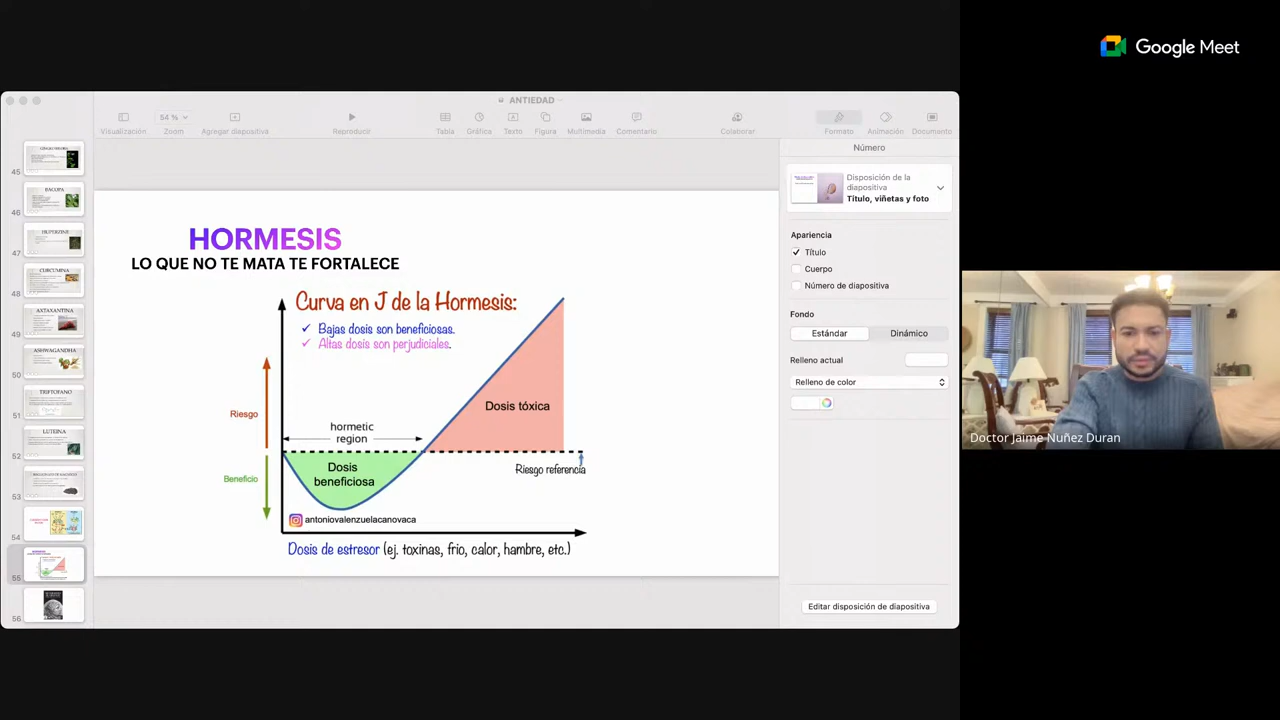 Google Meet
ANTIEDAD
54 %
Visualización
Zoom
Agregar diapositiva
Reproducir
Tabla
Gráfica
Texto
Figura
Multimedia
Comentario
Colaborar
Formato
Animación
Documento
45
46
BACOPA
47
48
CURCUMINA
49
AXTAXANTINA
50
ASHWAGANDHA
51
TRIPTOFANO
52
LUTEINA
53
54
55
56
HORMESIS
LO QUE NO TE MATA TE FORTALECE
Curva en J de la Hormesis:
✓ Bajas dosis son beneficiosas.
✓ Altas dosis son perjudiciales.
Riesgo
hormetic
region
Dosis tóxica
Dosis
beneficiosa
Beneficio
Riesgo referencia
antoniovalenzuelacanovaca
Dosis de estresor (ej. toxinas, frio, calor, hambre, etc.)
Número
Disposición de la
diapositiva
Título, viñetas y foto
Apariencia
Título
Cuerpo
Número de diapositiva
Fondo
Estándar
Dinámico
Relleno actual
Relleno de color
Editar disposición de diapositiva
Doctor Jaime Nuñez Duran